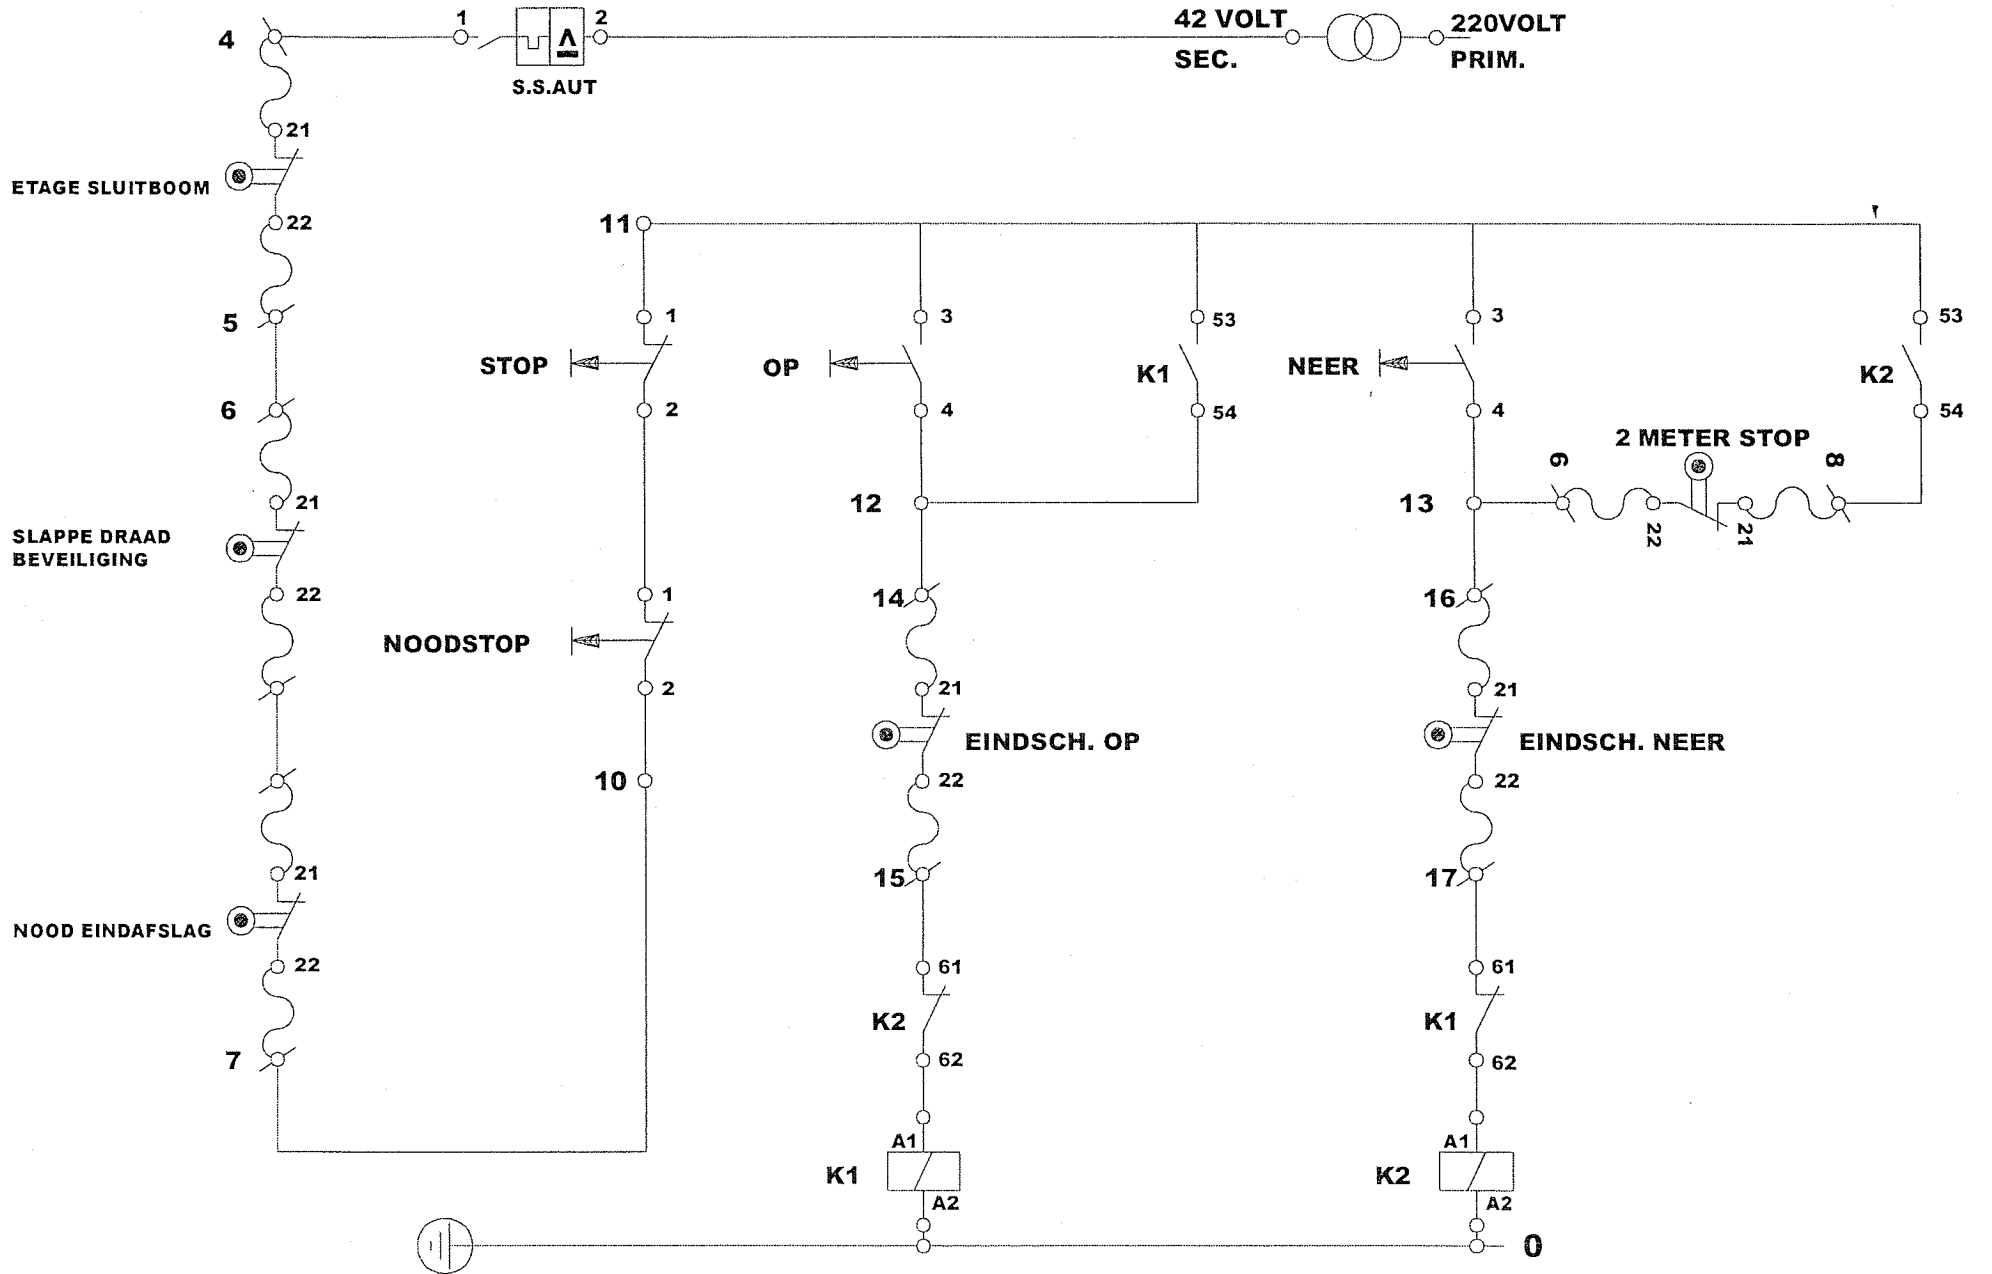 4
1
2
42 VOLT
SEC.
220VOLT
PRIM.
S.S.AUT
21
ETAGE SLUITBOOM
22
11
5
1
3
53
3
53
STOP
OP
K1
NEER
K2
6
2
4
54
4
54
2 METER STOP
6
8
21
12
13
22
21
SLAPPE DRAAD
BEVEILIGING
22
1
14
16
NOODSTOP
2
21
21
EINDSCH. OP
EINDSCH. NEER
10
22
22
21
15
17
NOOD EINDAFSLAG
22
61
61
K2
K1
7
62
62
A1
A1
K1
K2
A2
A2
0